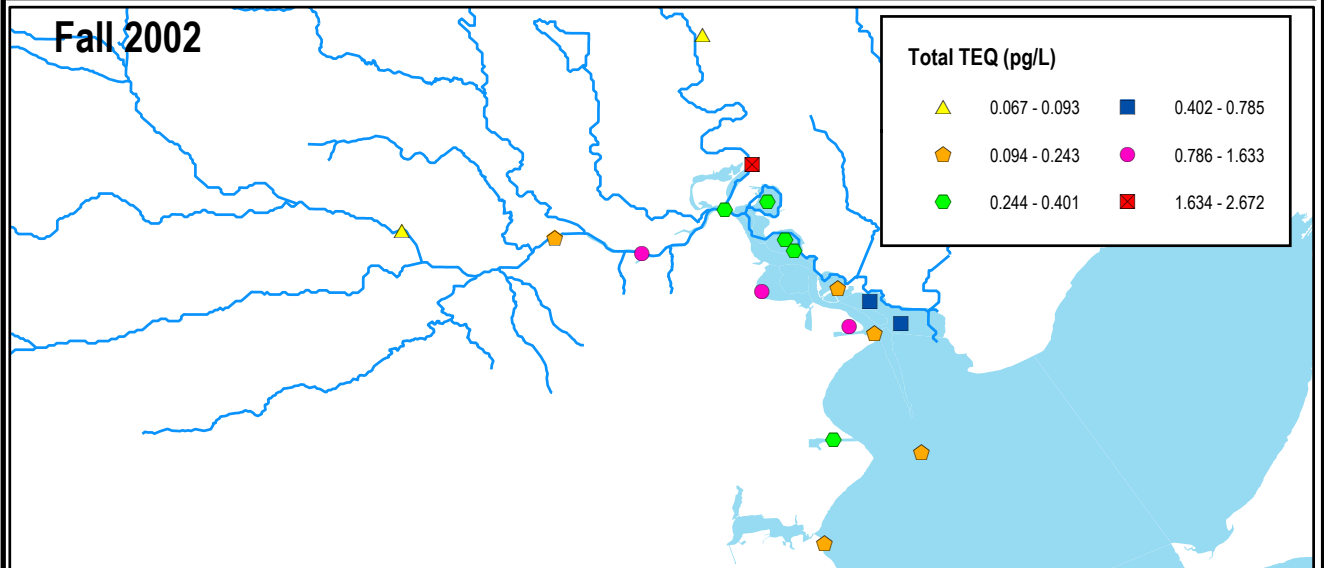 Fall 2002
Total TEQ (pg/L)
0.067 - 0.093
0.402 - 0.785
0.094 - 0.243
0.786 - 1.633
0.244 - 0.401
1.634 - 2.672